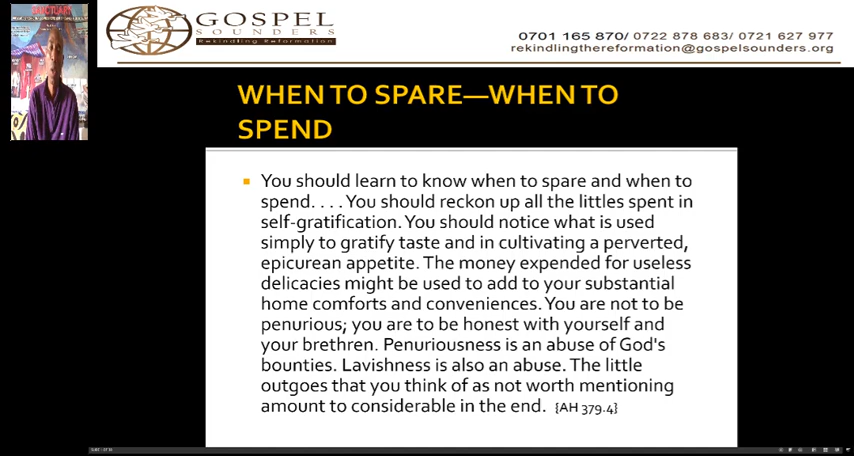 SANCTUARY
GOSPEL
SOUNDERS
Rekindling Reformation
0701 165 870/ 0722 878 683/ 0721 627 977
rekindlingthereformation@gospelsounders.org
WHEN TO SPARE—WHEN TO
SPEND
You should learn to know when to spare and when to
spend. . . . You should reckon up all the littles spent in
self-gratification. You should notice what is used
simply to gratify taste and in cultivating a perverted,
epicurean appetite. The money expended for useless
delicacies might be used to add to your substantial
home comforts and conveniences. You are not to be
penurious; you are to be honest with yourself and
your brethren. Penuriousness is an abuse of God's
bounties. Lavishness is also an abuse. The little
outgoes that you think of as not worth mentioning
amount to considerable in the end. {AH 379.4}